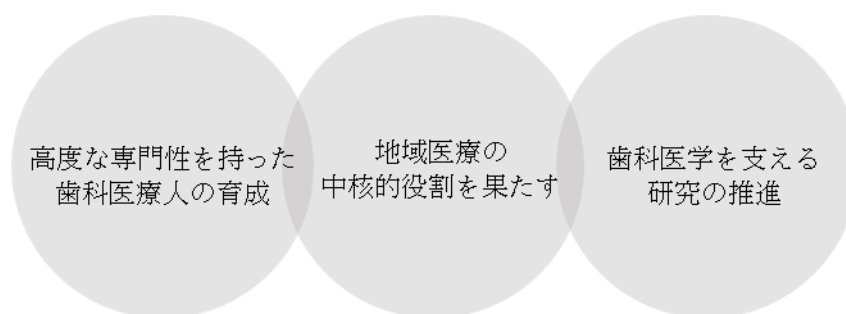 高度な専門性を持った
歯科医療人の育成
地域医療の
中核的役割を果たす
歯科医学を支える
研究の推進